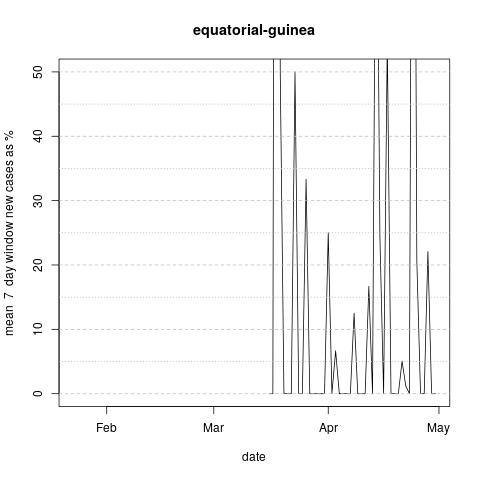 equatorial-guinea
mean  7  day window new cases as %
50
40
30
20
10
0
Feb
Mar
Apr
May
date